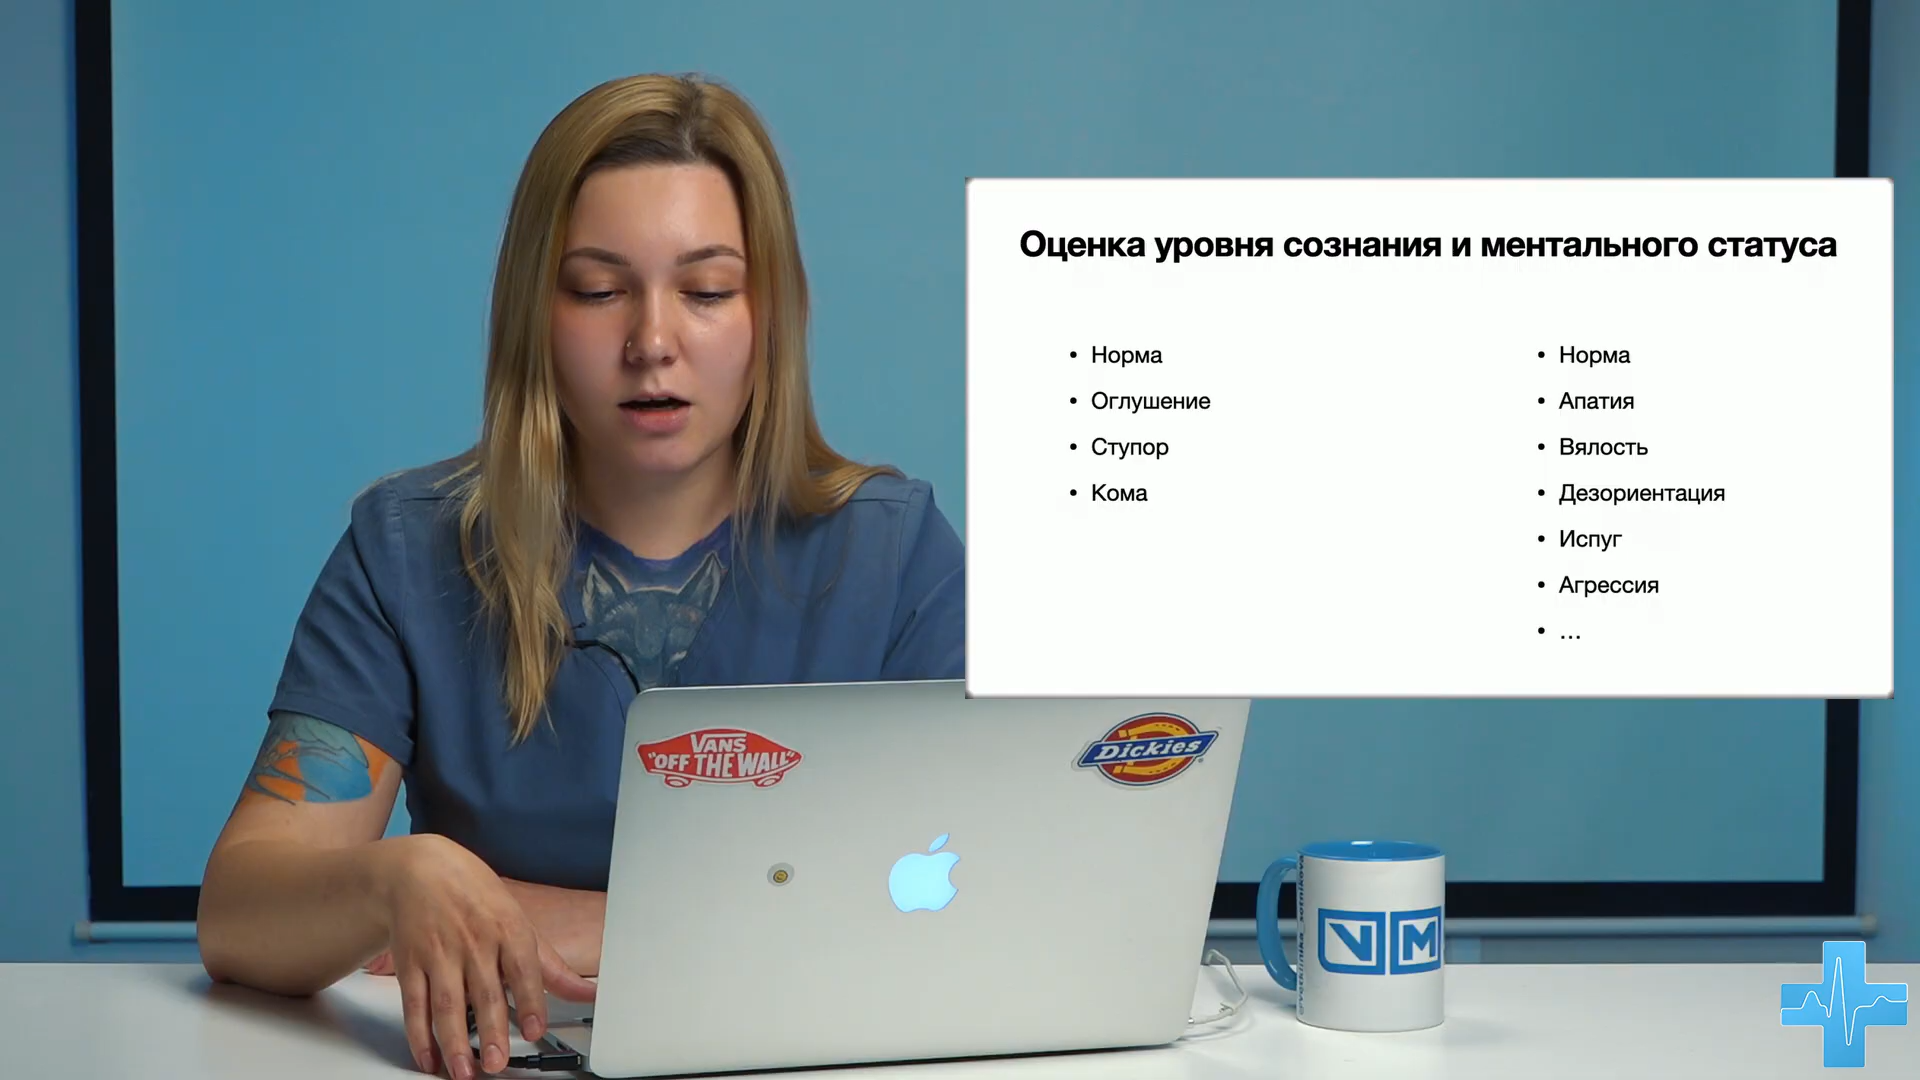 Оценка уровня сознания и ментального статуса
• Норма
• Оглушение
• Ступор
• Кома
• Норма
• Апатия
• Вялость
• Дезориентация
• Испуг
• Агрессия
• ...
VANS
"OFF THE WALL"
Dickies
VM